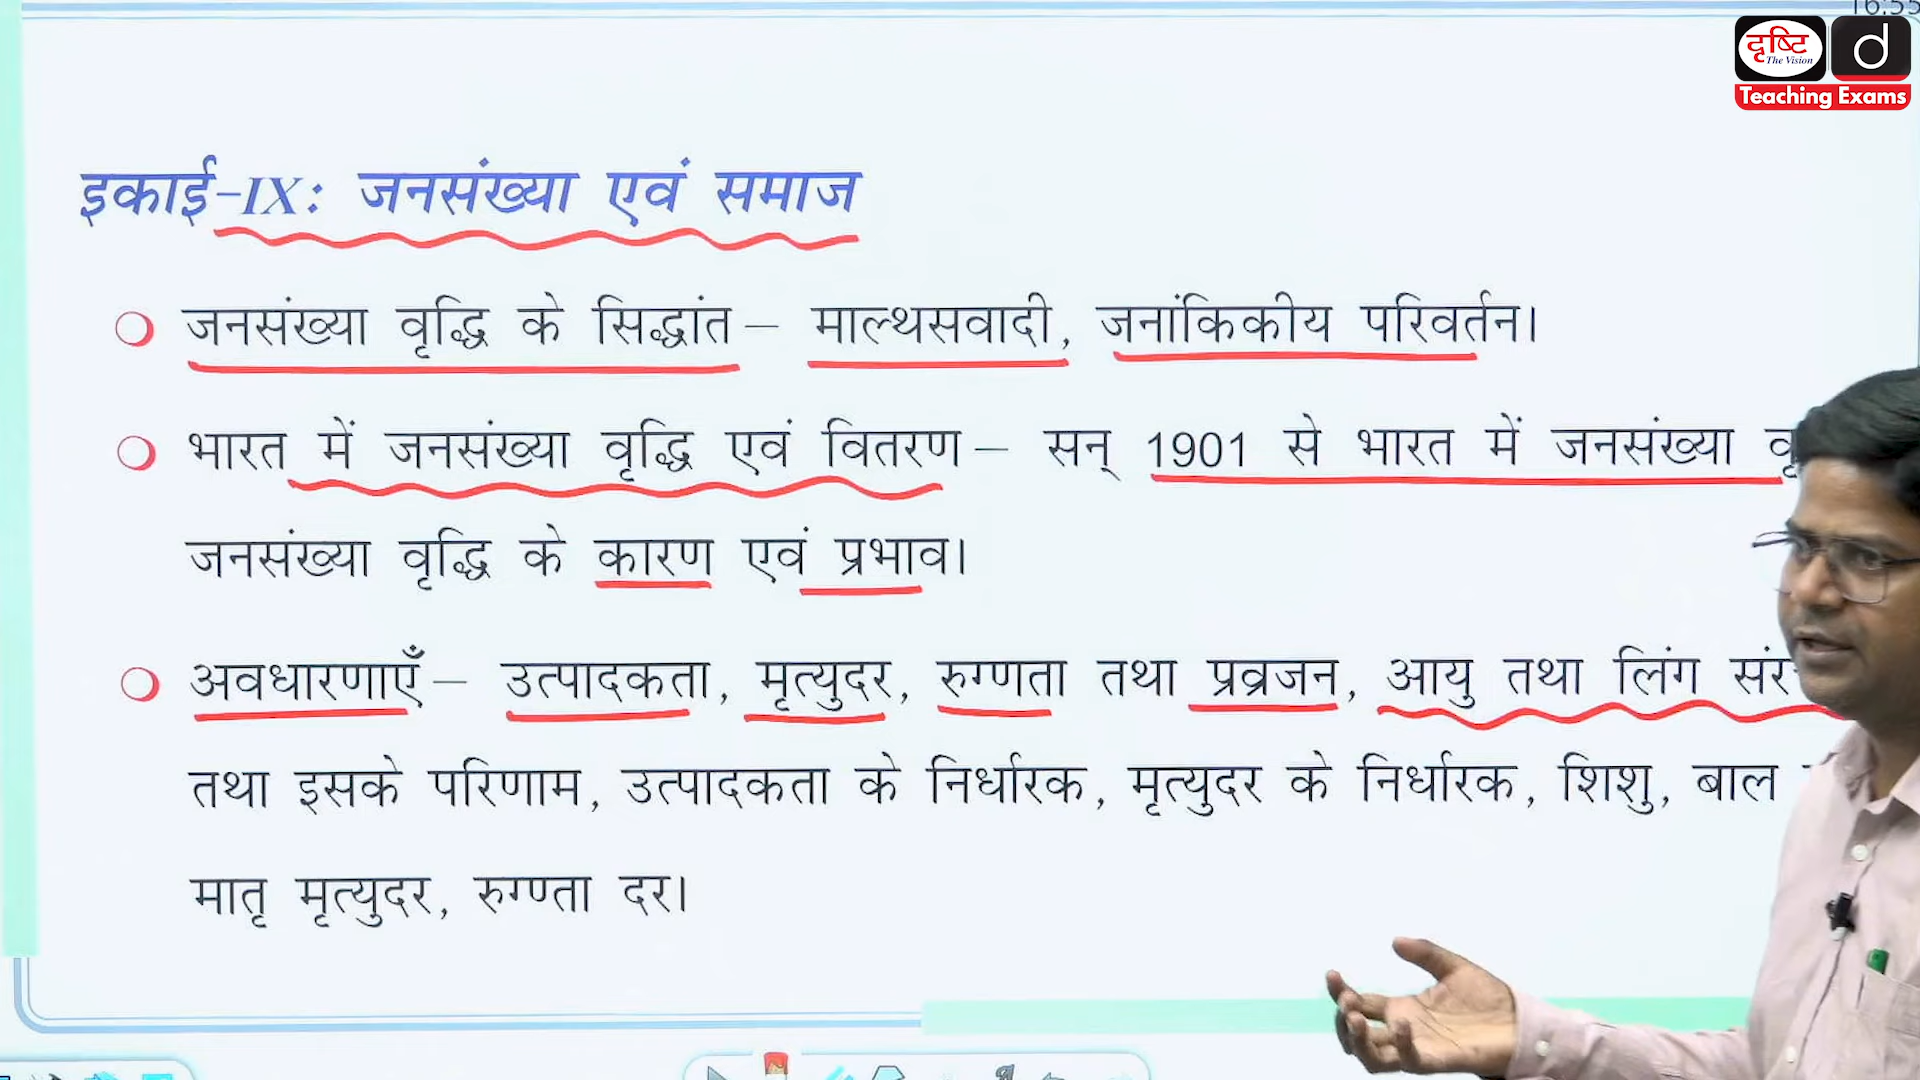 16:55
दृष्टि
The Vision
d
Teaching Exams
इकाई-IX: जनसंख्या एवं समाज
जनसंख्या वृद्धि के सिद्धांत– माल्थसवादी, जनांकिकीय परिवर्तन।
भारत में जनसंख्या वृद्धि एवं वितरण– सन् 1901 से भारत में जनसंख्या
जनसंख्या वृद्धि के कारण एवं प्रभाव।
अवधारणाएँ– उत्पादकता, मृत्युदर, रुग्णता तथा प्रव्रजन, आयु तथा लिंग
तथा इसके परिणाम, उत्पादकता के निर्धारक, मृत्युदर के निर्धारक, शिशु, बाल
मातृ मृत्युदर, रुग्ण्ता दर।